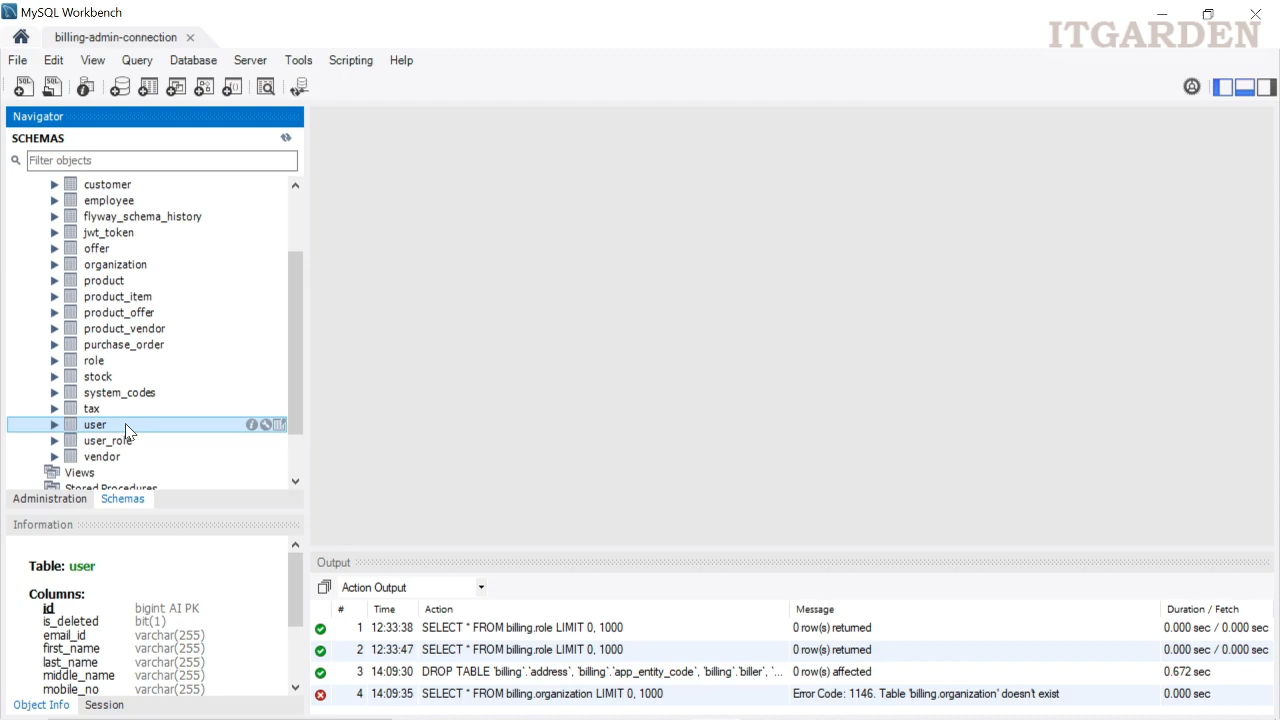 MySQL Workbench
ITGARDEN
billing-admin-connection
File Edit View Query Database Server Tools Scripting Help
Navigator
SCHEMAS
Filter objects
customer
employee
flyway_schema_history
jwt_token
offer
organization
product
product_item
product_offer
product_vendor
purchase_order
role
stock
system_codes
tax
user
user_role
vendor
Views
Stored Procedures
Administration Schemas
Information
Table: user
Columns:
id bigint AI PK
is_deleted bit(1)
email_id varchar(255)
first_name varchar(255)
last_name varchar(255)
middle_name varchar(255)
mobile_no varchar(255)
Object Info Session
Output
Action Output
# Time Action Message Duration / Fetch
1 12:33:38 SELECT * FROM billing.role LIMIT 0, 1000 0 row(s) returned 0.000 sec / 0.000 sec
2 12:33:47 SELECT * FROM billing.role LIMIT 0, 1000 0 row(s) returned 0.000 sec / 0.000 sec
3 14:09:30 DROP TABLE `billing`.`address`, `billing`.`app_entity_code`, `billing`.`biller`, `... 0 row(s) affected 0.672 sec
4 14:09:35 SELECT * FROM billing.organization LIMIT 0, 1000 Error Code: 1146. Table 'billing.organization' doesn't exist 0.000 sec